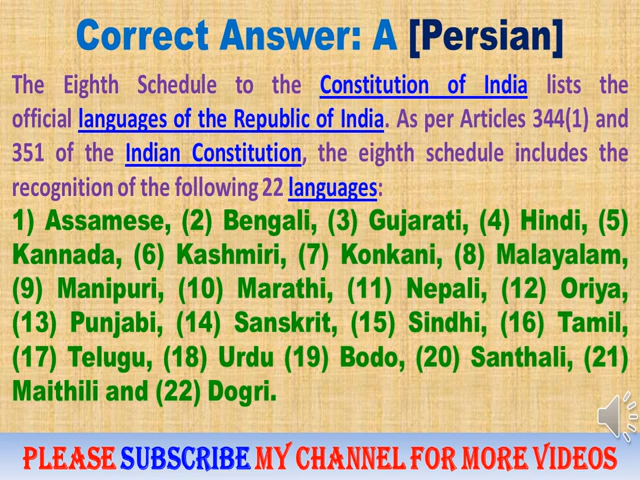 Correct Answer: A [Persian]
The Eighth Schedule to the Constitution of India lists the
official languages of the Republic of India. As per Articles 344(1) and
351 of the Indian Constitution, the eighth schedule includes the
recognition of the following 22 languages:
1) Assamese, (2) Bengali, (3) Gujarati, (4) Hindi, (5)
Kannada, (6) Kashmiri, (7) Konkani, (8) Malayalam,
(9) Manipuri, (10) Marathi, (11) Nepali, (12) Oriya,
(13) Punjabi, (14) Sanskrit, (15) Sindhi, (16) Tamil,
(17) Telugu, (18) Urdu (19) Bodo, (20) Santhali, (21)
Maithili and (22) Dogri.
PLEASE SUBSCRIBE MY CHANNEL FOR MORE VIDEOS